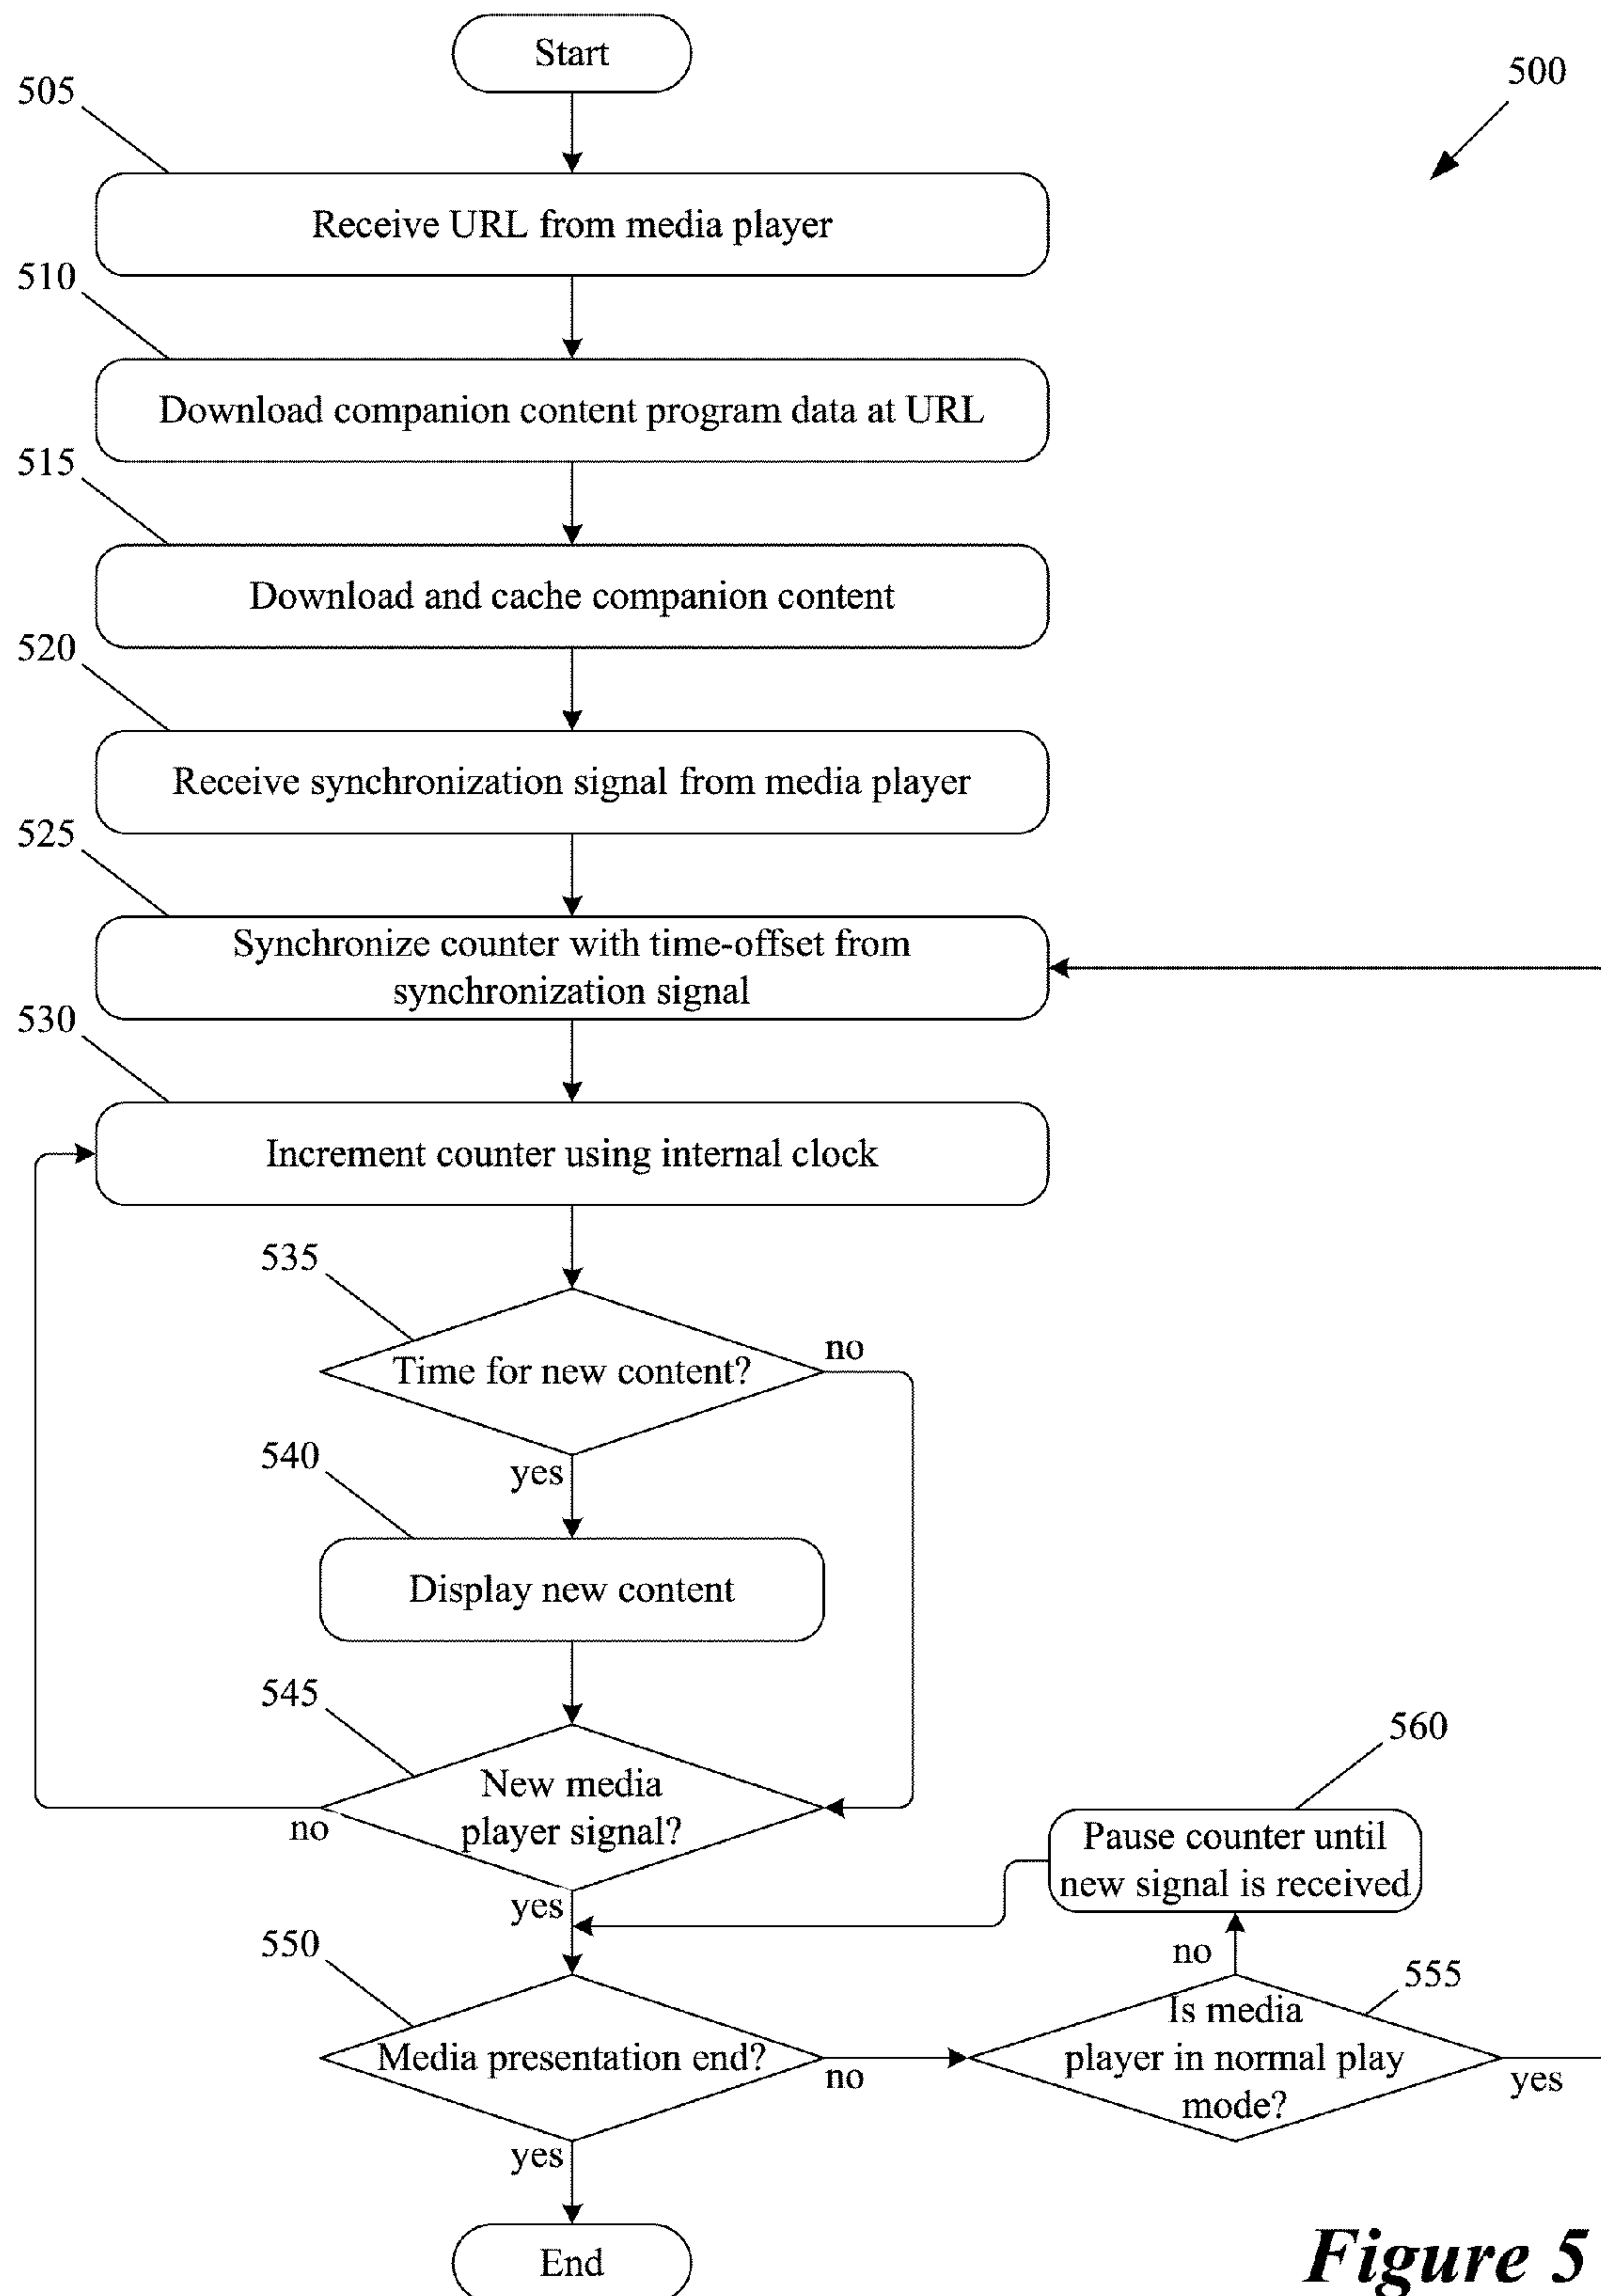 Start
500
505
Receive URL from media player
510
Download companion content program data at URL
515
Download and cache companion content
520
Receive synchronization signal from media player
525
Synchronize counter with time-offset from
synchronization signal
530
Increment counter using internal clock
535
Time for new content?
no
yes
540
Display new content
545
New media
player signal?
no
yes
560
Pause counter until
new signal is received
no
555
550
Media presentation end?
no
Is media
player in normal play
mode?
yes
yes
End
Figure 5